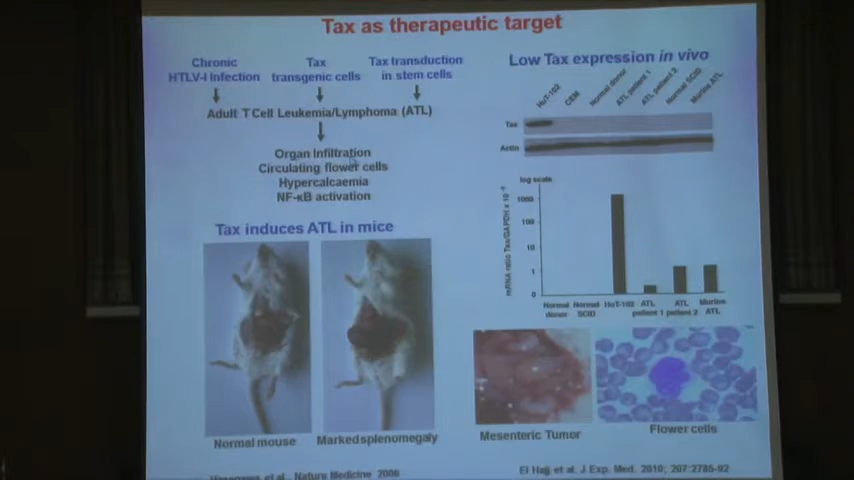 Tax as therapeutic target
Chronic
HTLV-I Infection
Tax
transgenic cells
Tax transduction
in stem cells
Adult T Cell Leukemia/Lymphoma (ATL)
Organ Infiltration
Circulating flower cells
Hypercalcaemia
NF-κB activation
Tax induces ATL in mice
Normal mouse
Marked splenomegaly
Hasegawa et al., Nature Medicine 2006
Low Tax expression in vivo
HuT-102
CEM
Normal donor
ATL patient 1
ATL patient 2
Normal SCID
Murine ATL
Tax
Actin
log scale
mRNA ratio Tax/GAPDH x 10
1000
100
10
1
0
Normal
donor
Normal
SCID
HuT-102
ATL
patient 1
ATL
patient 2
Murine
ATL
Mesenteric Tumor
Flower cells
El Hajj et al. J Exp. Med. 2010; 207:2785-92